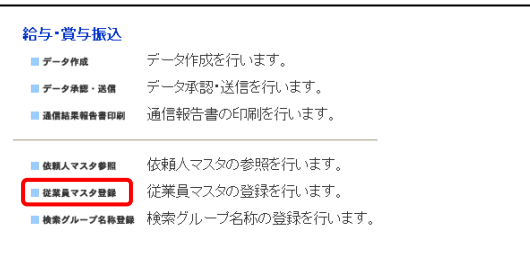 給与・賞与振込
データ作成 データ作成を行います。
データ承認・送信 データ承認・送信を行います。
通信結果報告書印刷 通信報告書の印刷を行います。
依頼人マスタ参照 依頼人マスタの参照を行います。
従業員マスタ登録 従業員マスタの登録を行います。
検索グループ名称登録 検索グループ名称の登録を行います。